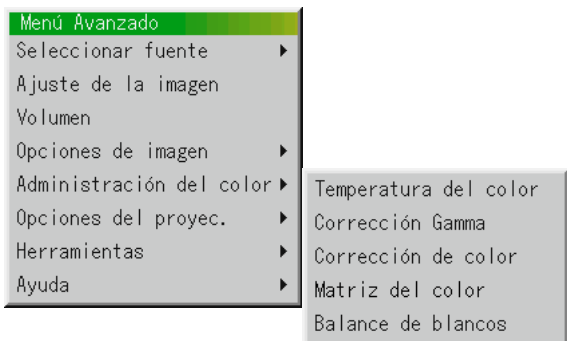 Menú Avanzado
Seleccionar fuente
Ajuste de la imagen
Volumen
Opciones de imagen
Administración del color
Opciones del proyec.
Herramientas
Ayuda
Temperatura del color
Corrección Gamma
Corrección de color
Matriz del color
Balance de blancos